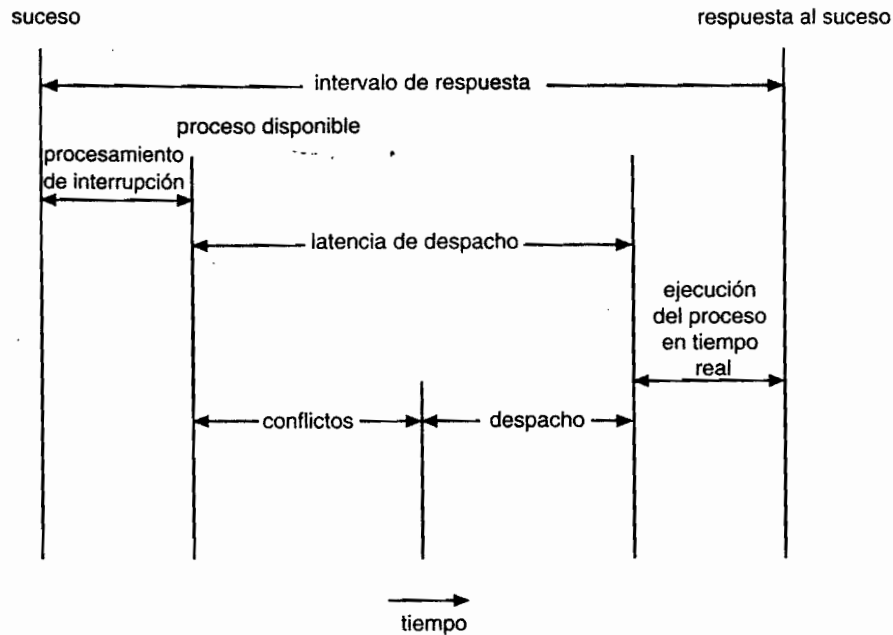 suceso
respuesta al suceso
intervalo de respuesta
proceso disponible
procesamiento
de interrupción
latencia de despacho
ejecución
del proceso
en tiempo
real
conflictos
despacho
tiempo